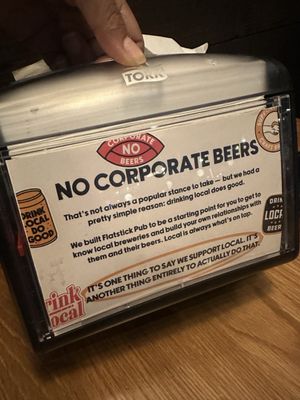 TORK
CORPORATE
NO
BEERS
NO CORPORATE BEERS
That's not always a popular stance to take - but we had a
pretty simple reason: drinking local does good.
We built Flatstick Pub to be a starting point for you to get to
know local breweries and build your own relationships with
them and their beers. Local is always what's on tap.
IT'S ONE THING TO SAY WE SUPPORT LOCAL. IT'S
ANOTHER THING ENTIRELY TO ACTUALLY DO THAT.
DRINK
LOCAL
DO
GOOD
DRINK
LOCAL
BEER
drink
local